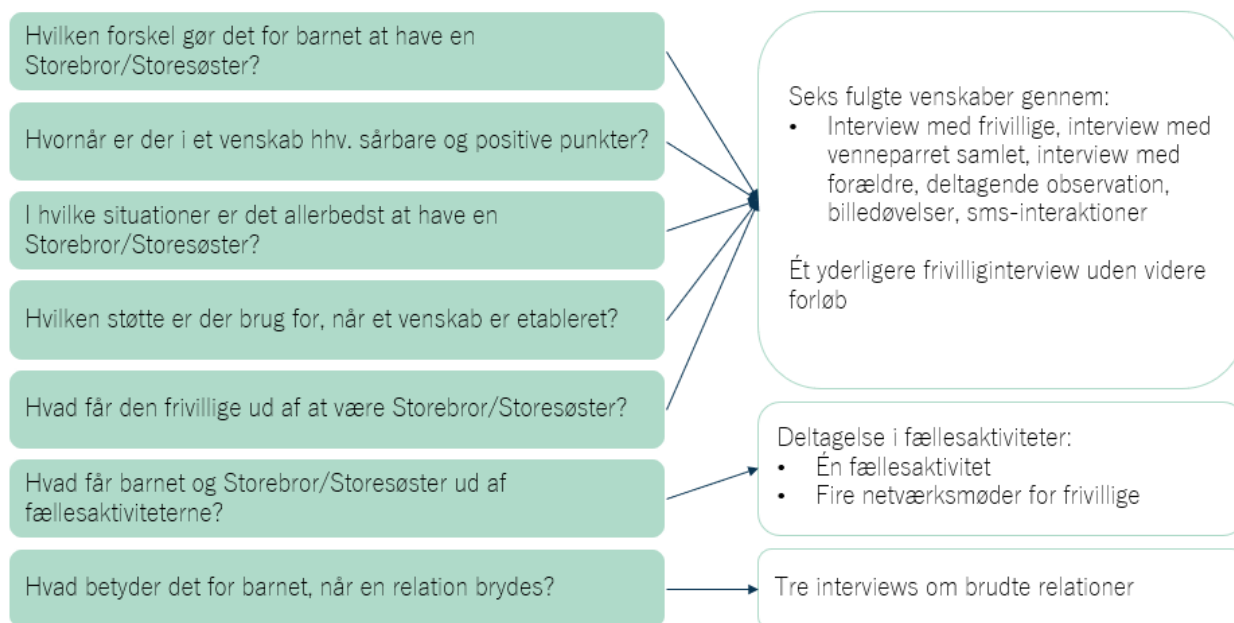 Hvilken forskel gør det for barnet at have en
Storebror/Storesøster?
Hvornår er der i et venskab hhv. sårbare og positive punkter?
I hvilke situationer er det allerbedst at have en
Storebror/Storesøster?
Hvilken støtte er der brug for, når et venskab er etableret?
Hvad får den frivillige ud af at være Storebror/Storesøster?
Hvad får barnet og Storebror/Storesøster ud af
fællesaktiviteterne?
Hvad betyder det for barnet, når en relation brydes?
Seks fulgte venskaber gennem:
• Interview med frivillige, interview med
venneparret samlet, interview med
forældre, deltagende observation,
billedøvelser, sms-interaktioner
Ét yderligere frivilliginterview uden videre
forløb
Deltagelse i fællesaktiviteter:
• Én fællesaktivitet
• Fire netværksmøder for frivillige
Tre interviews om brudte relationer